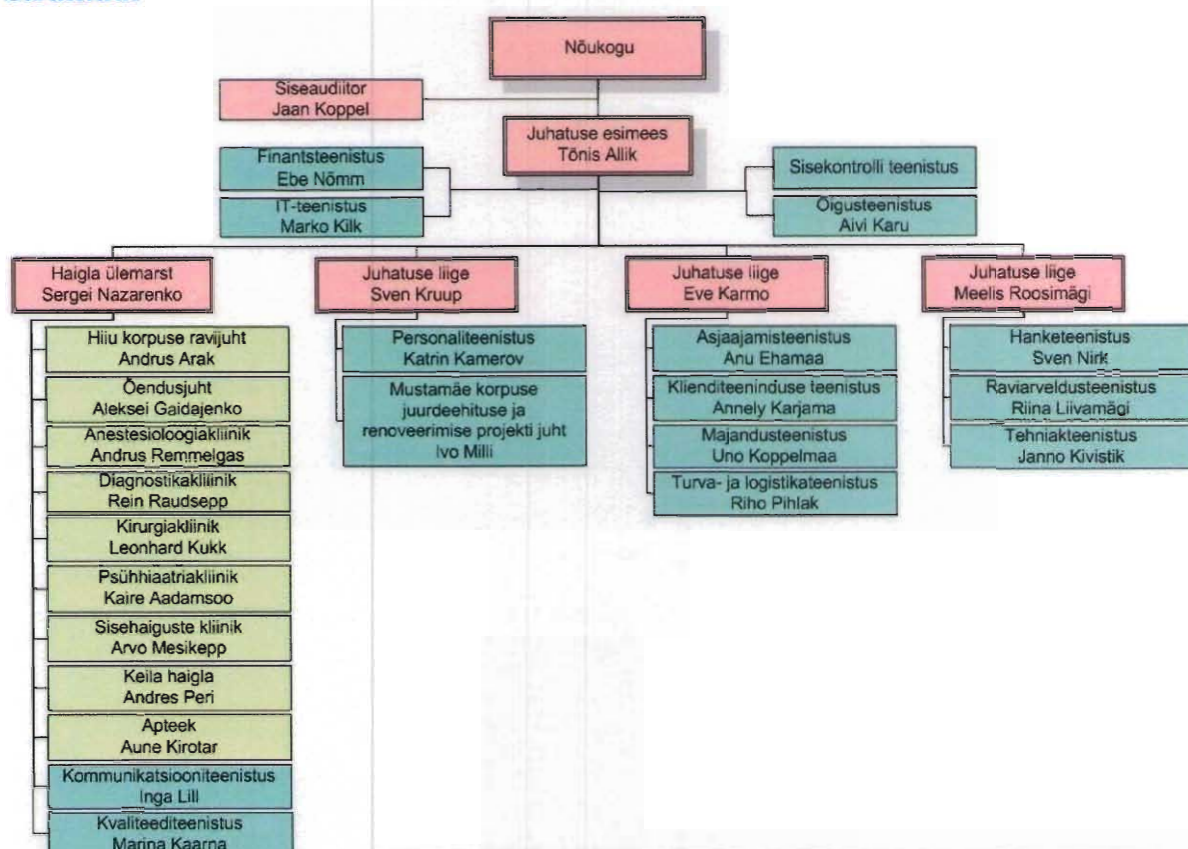 Nõukogu
Siseaudiitor
Jaan Koppel
Juhatuse esimees
Tõnis Allik
Finantsteenistus
Ebe Nõmm
IT-teenistus
Marko Kilk
Sisekontrolli teenistus
Õigusteenistus
Aivi Karu
Haigla ülemarst
Sergei Nazarenko
Hiiu korpuse ravijuht
Andrus Arak
Õendusjuht
Aleksei Gaidajenko
Anestesioloogiakliinik
Andrus Remmelgas
Diagnostikakliinik
Rein Raudsepp
Kirurgiakliinik
Leonhard Kukk
Psühhiaatriakliinik
Kaire Aadamsoo
Sisehaiguste kliinik
Arvo Mesikepp
Keila haigla
Andres Peri
Apteek
Aune Kirotar
Kommunikatsiooniteenistus
Inga Lill
Kvaliteediteenistus
Marina Kaarna
Juhatuse liige
Sven Kruup
Personaliteenistus
Katrin Kamerov
Mustamäe korpuse
juurdeehituse ja
renoveerimise projekti juht
Ivo Milli
Juhatuse liige
Eve Karmo
Asjaajamisteenistus
Anu Ehamaa
Klienditeeninduse teenistus
Annely Karjama
Majandusteenistus
Uno Koppelmaa
Turva- ja logistikateenistus
Riho Pihlak
Juhatuse liige
Meelis Roosimägi
Hanketeenistus
Sven Nirk
Raviarveldusteenistus
Riina Liivamägi
Tehniakteenistus
Janno Kivistik